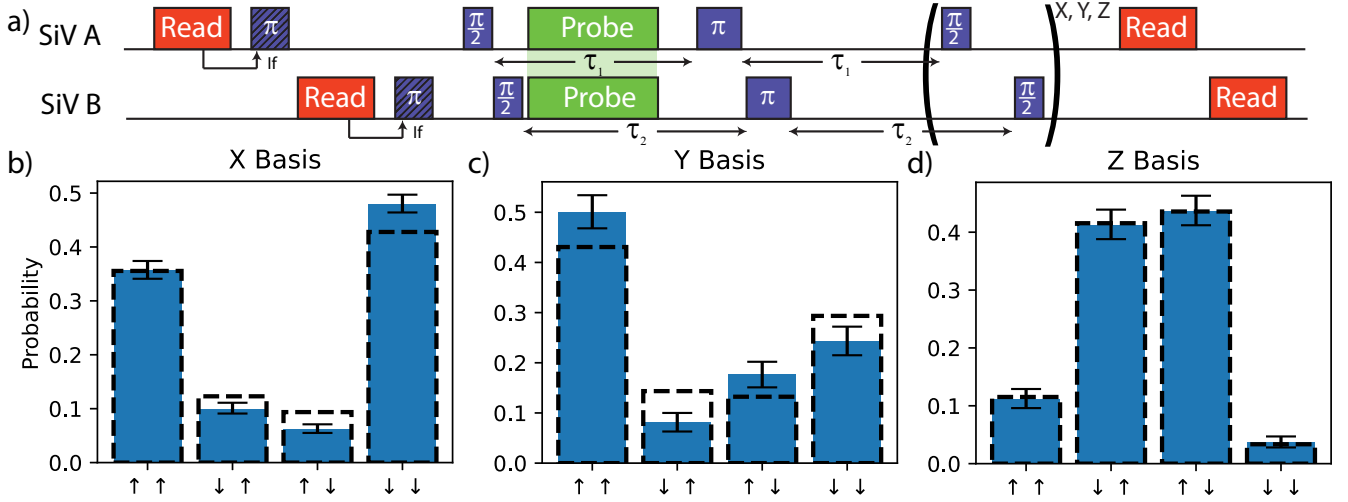 a)
SiV A
Read
π
If
π/2
Probe
π
π/2
X, Y, Z
Read
τ1
τ1
SiV B
Read
π
If
π/2
Probe
π
π/2
Read
τ2
τ2
b)
X Basis
Probability
0.5
0.4
0.3
0.2
0.1
0.0
↑ ↑
↓ ↑
↑ ↓
↓ ↓
c)
Y Basis
0.5
0.4
0.3
0.2
0.1
0.0
↑ ↑
↓ ↑
↑ ↓
↓ ↓
d)
Z Basis
0.4
0.3
0.2
0.1
0.0
↑ ↑
↓ ↑
↑ ↓
↓ ↓